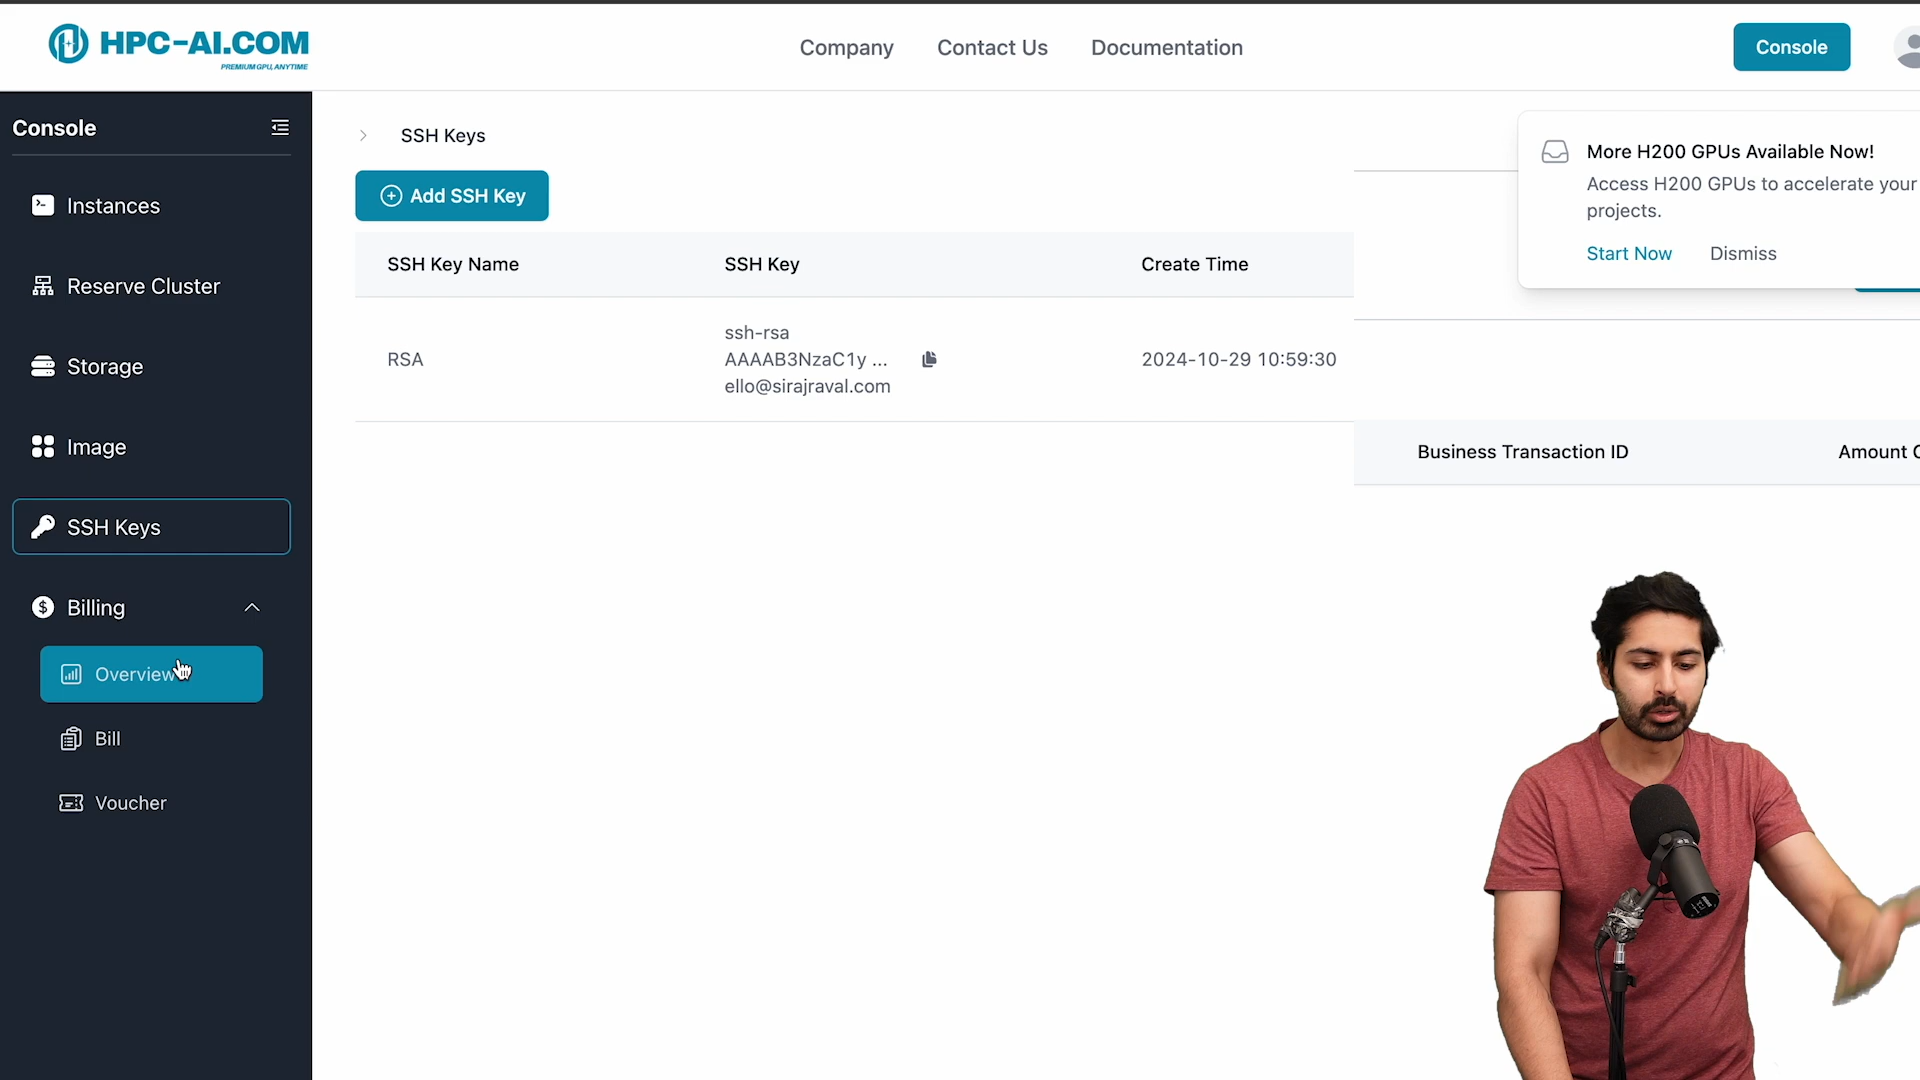 HPC-AI.COM
PREMIUM GPU, ANYTIME
Company
Contact Us
Documentation
Console
Console
Instances
Reserve Cluster
Storage
Image
SSH Keys
Billing
Overview
Bill
Voucher
SSH Keys
Add SSH Key
SSH Key Name
SSH Key
Create Time
RSA
ssh-rsa
AAAAB3NzaC1y ...
ello@sirajraval.com
2024-10-29 10:59:30
More H200 GPUs Available Now!
Access H200 GPUs to accelerate your
projects.
Start Now
Dismiss
Business Transaction ID
Amount